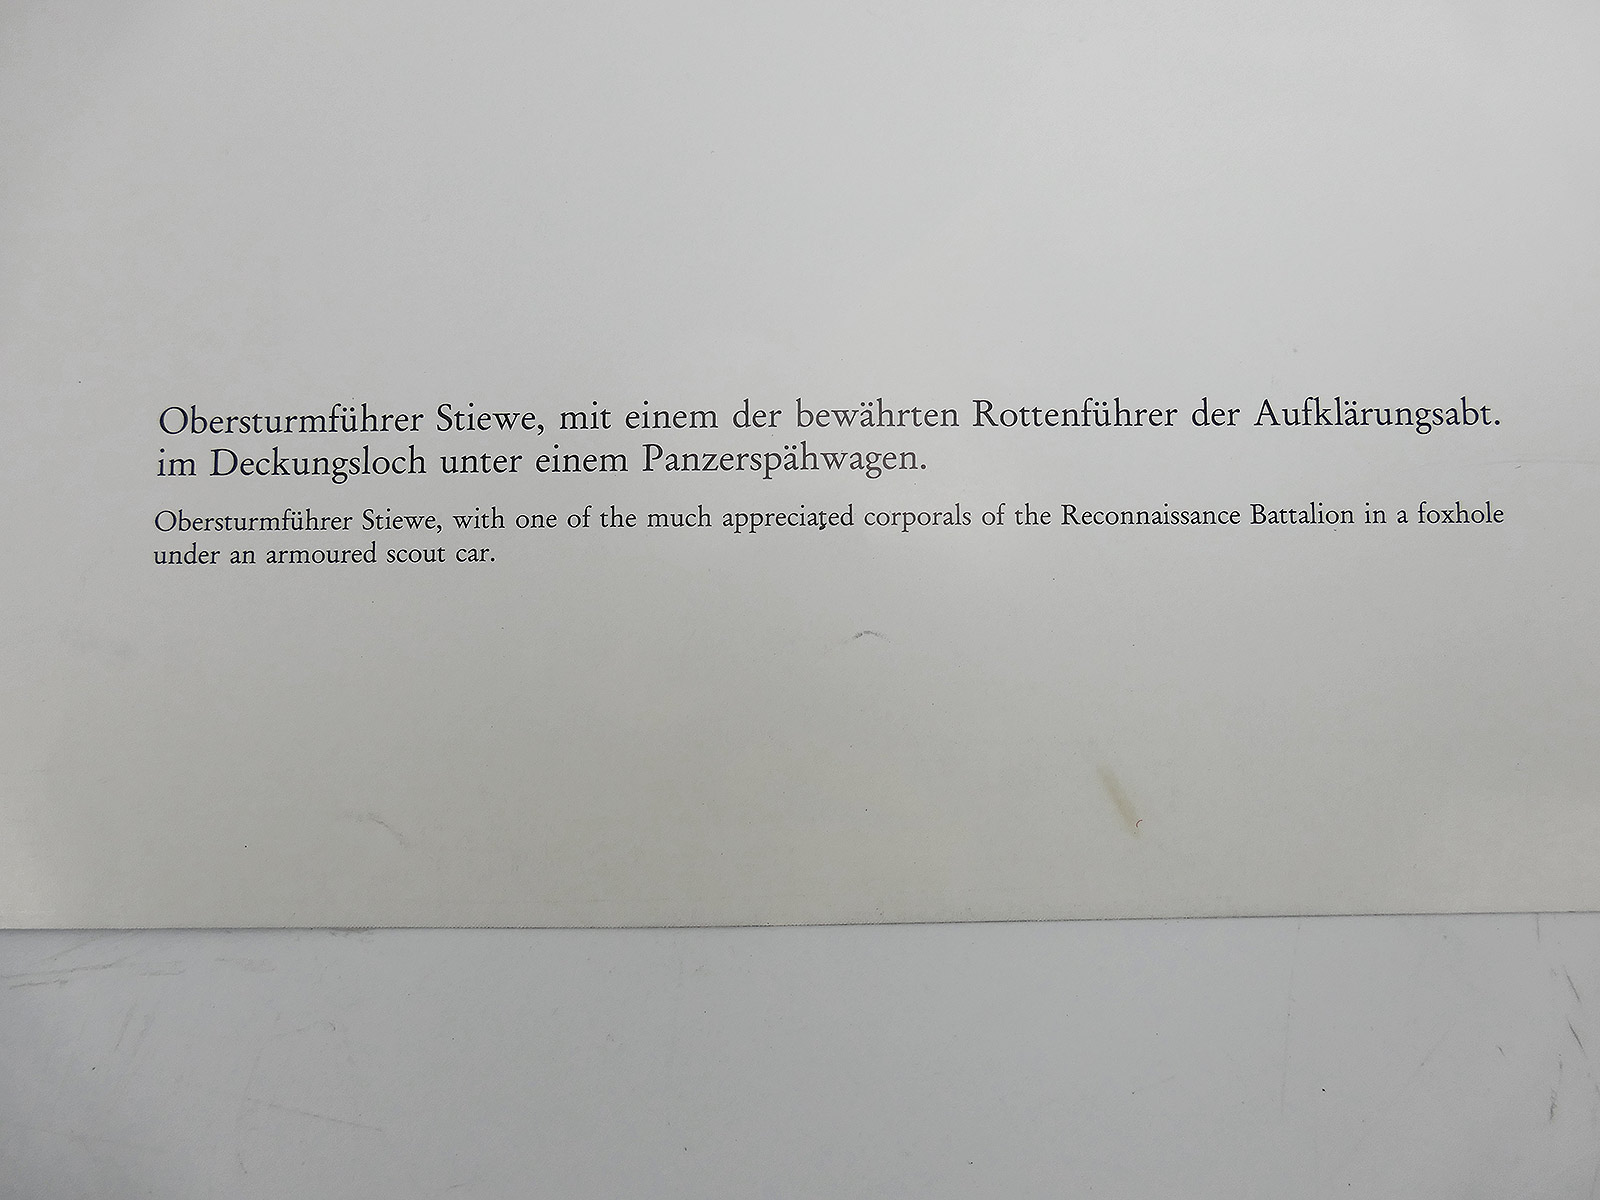 Obersturmführer Stiewe, mit einem der bewährten Rottenführer der Aufklärungsabt.
im Deckungsloch unter einem Panzerspähwagen.
Obersturmführer Stiewe, with one of the much appreciated corporals of the Reconnaissance Battalion in a foxhole
under an armoured scout car.